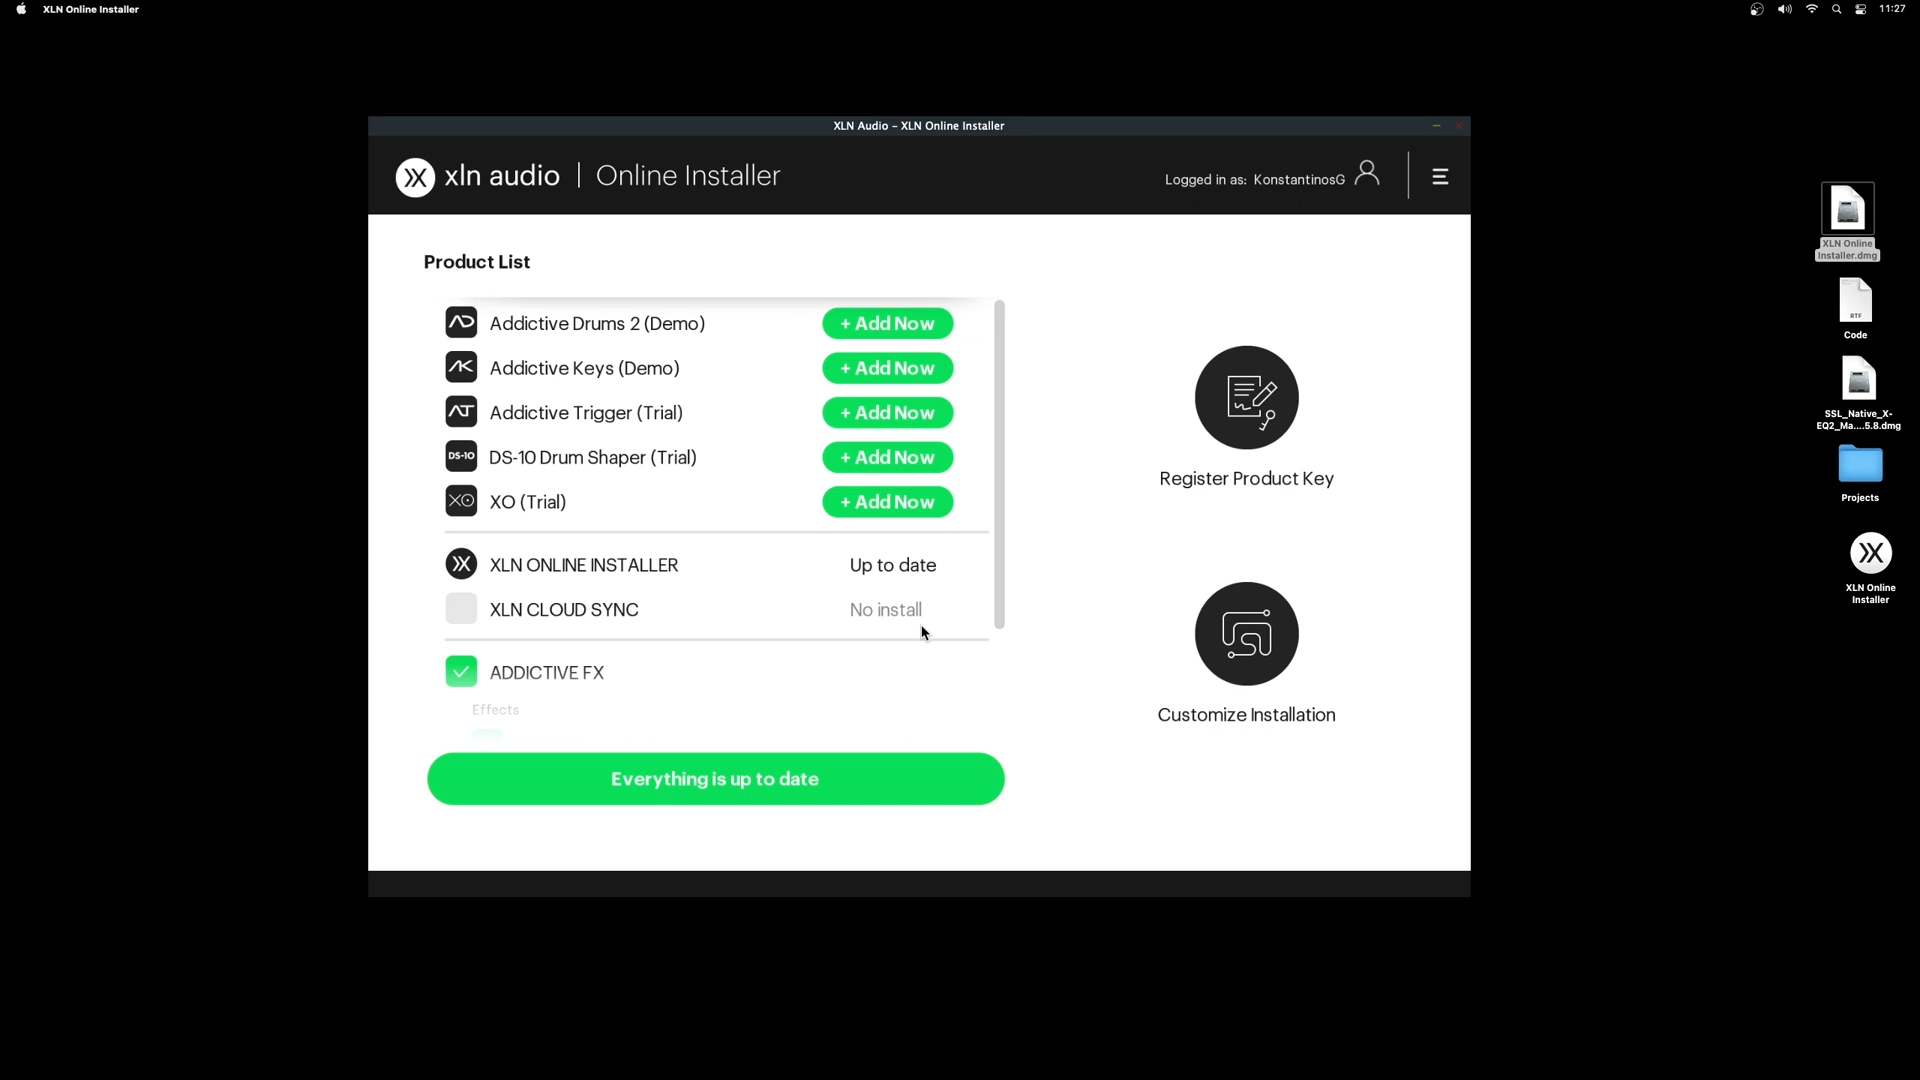 XLN Online Installer
11:27
XLN Audio – XLN Online Installer
xln audio | Online Installer
Logged in as: KonstantinosG
Product List
Addictive Drums 2 (Demo)
+ Add Now
Addictive Keys (Demo)
+ Add Now
Addictive Trigger (Trial)
+ Add Now
DS-10
DS-10 Drum Shaper (Trial)
+ Add Now
XO (Trial)
+ Add Now
XLN ONLINE INSTALLER
Up to date
XLN CLOUD SYNC
No install
ADDICTIVE FX
Effects
Everything is up to date
Register Product Key
Customize Installation
XLN Online
Installer.dmg
RTF
Code
SSL_Native_X-
EQ2_Ma....5.8.dmg
Projects
XLN Online
Installer